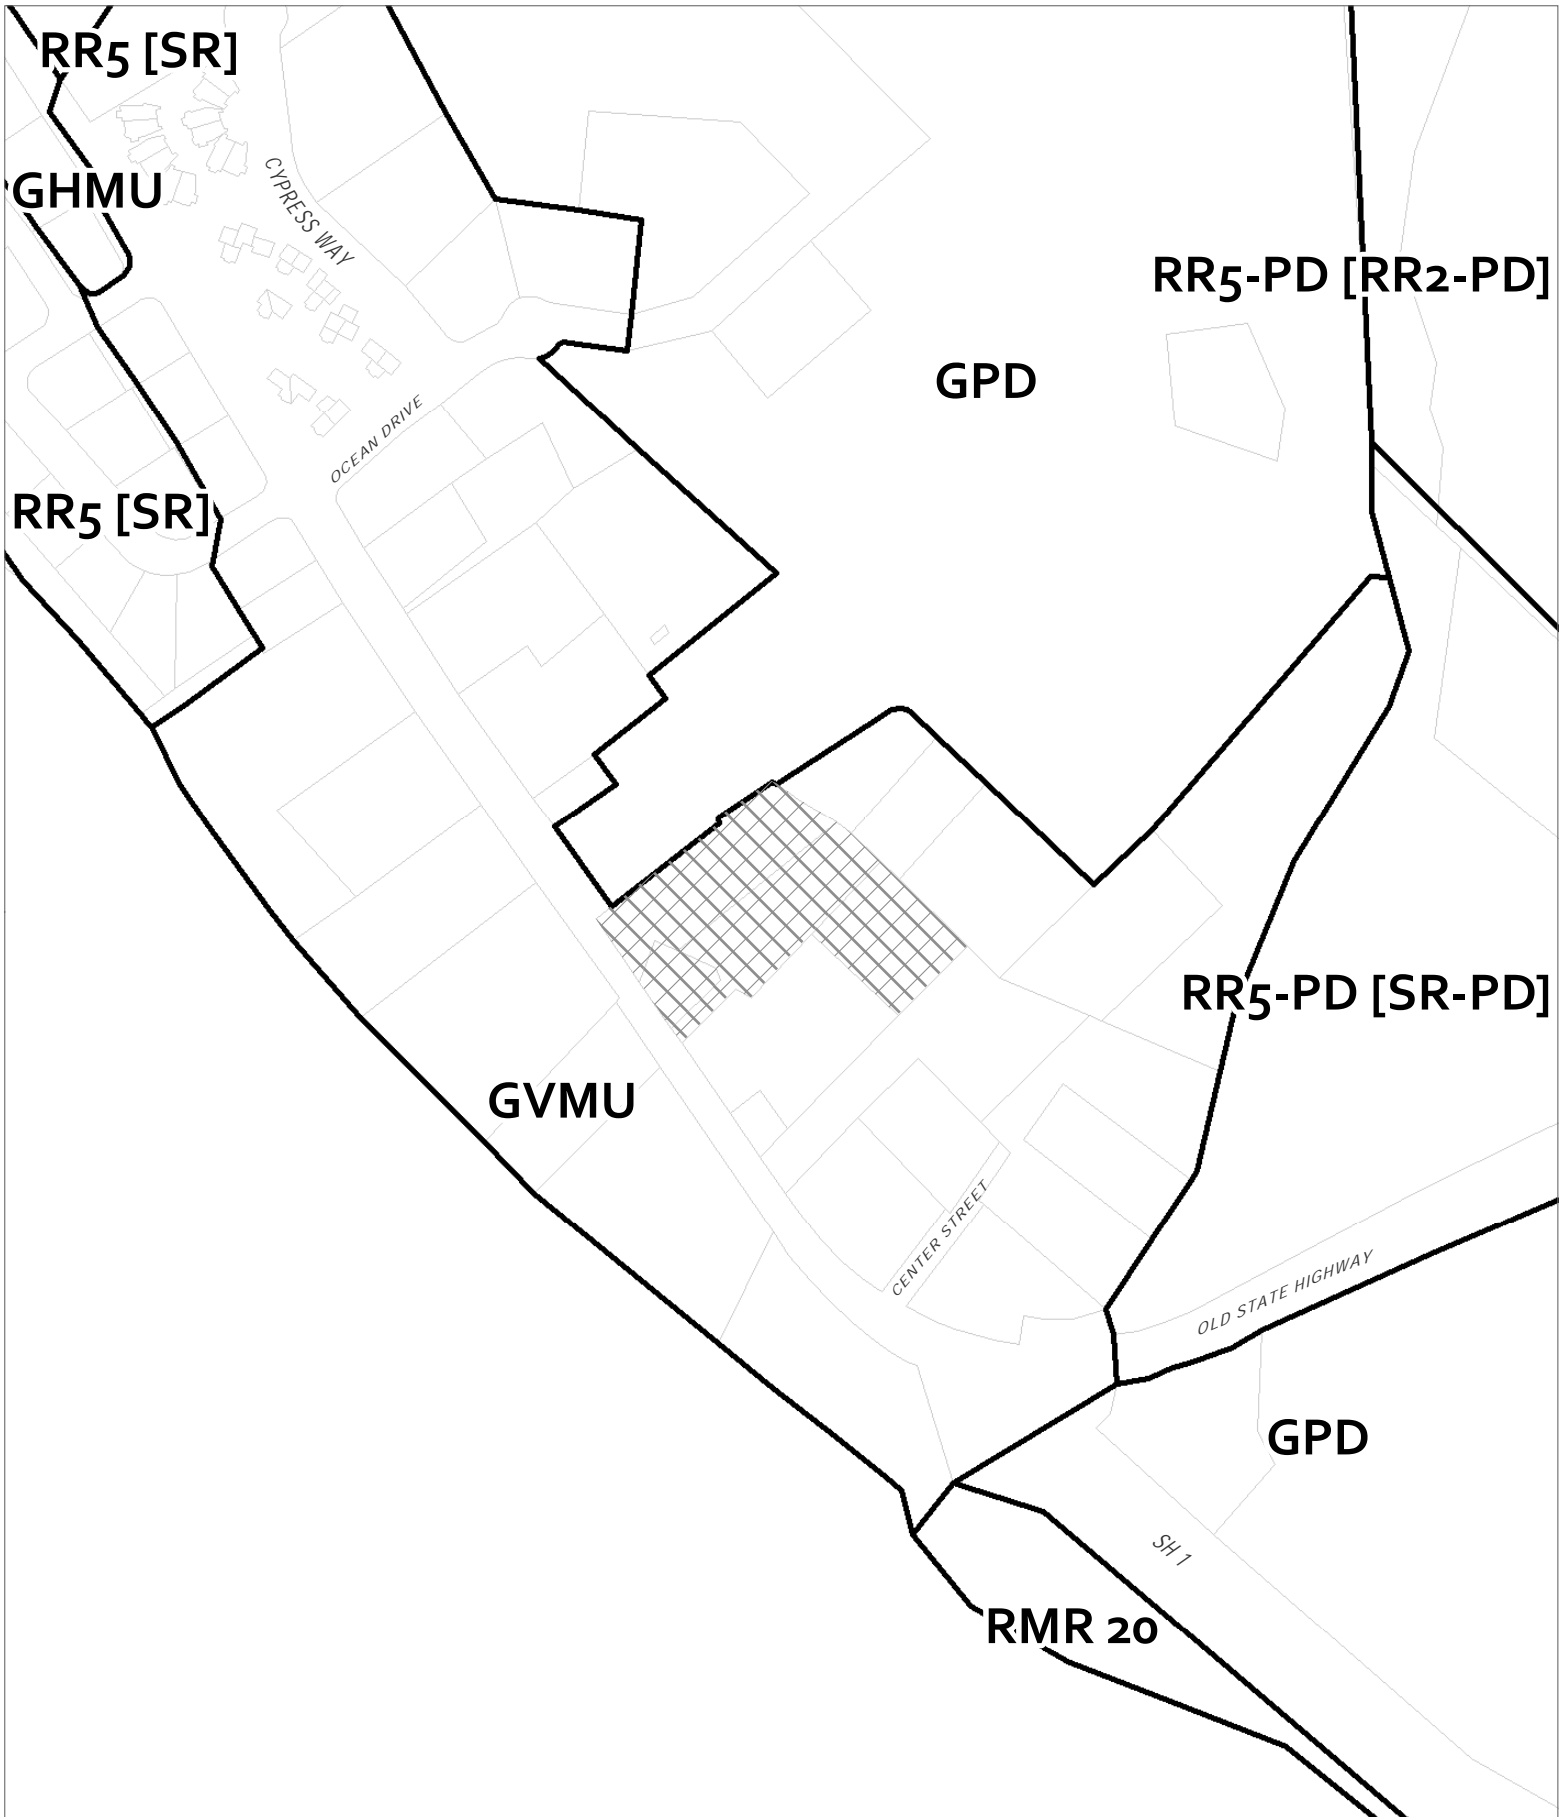 RR5 [SR]
GHMU
CYPRESS WAY
RR5-PD [RR2-PD]
GPD
OCEAN DRIVE
RR5 [SR]
RR5-PD [SR-PD]
GVMU
CENTER STREET
OLD STATE HIGHWAY
GPD
SH 1
RMR 20